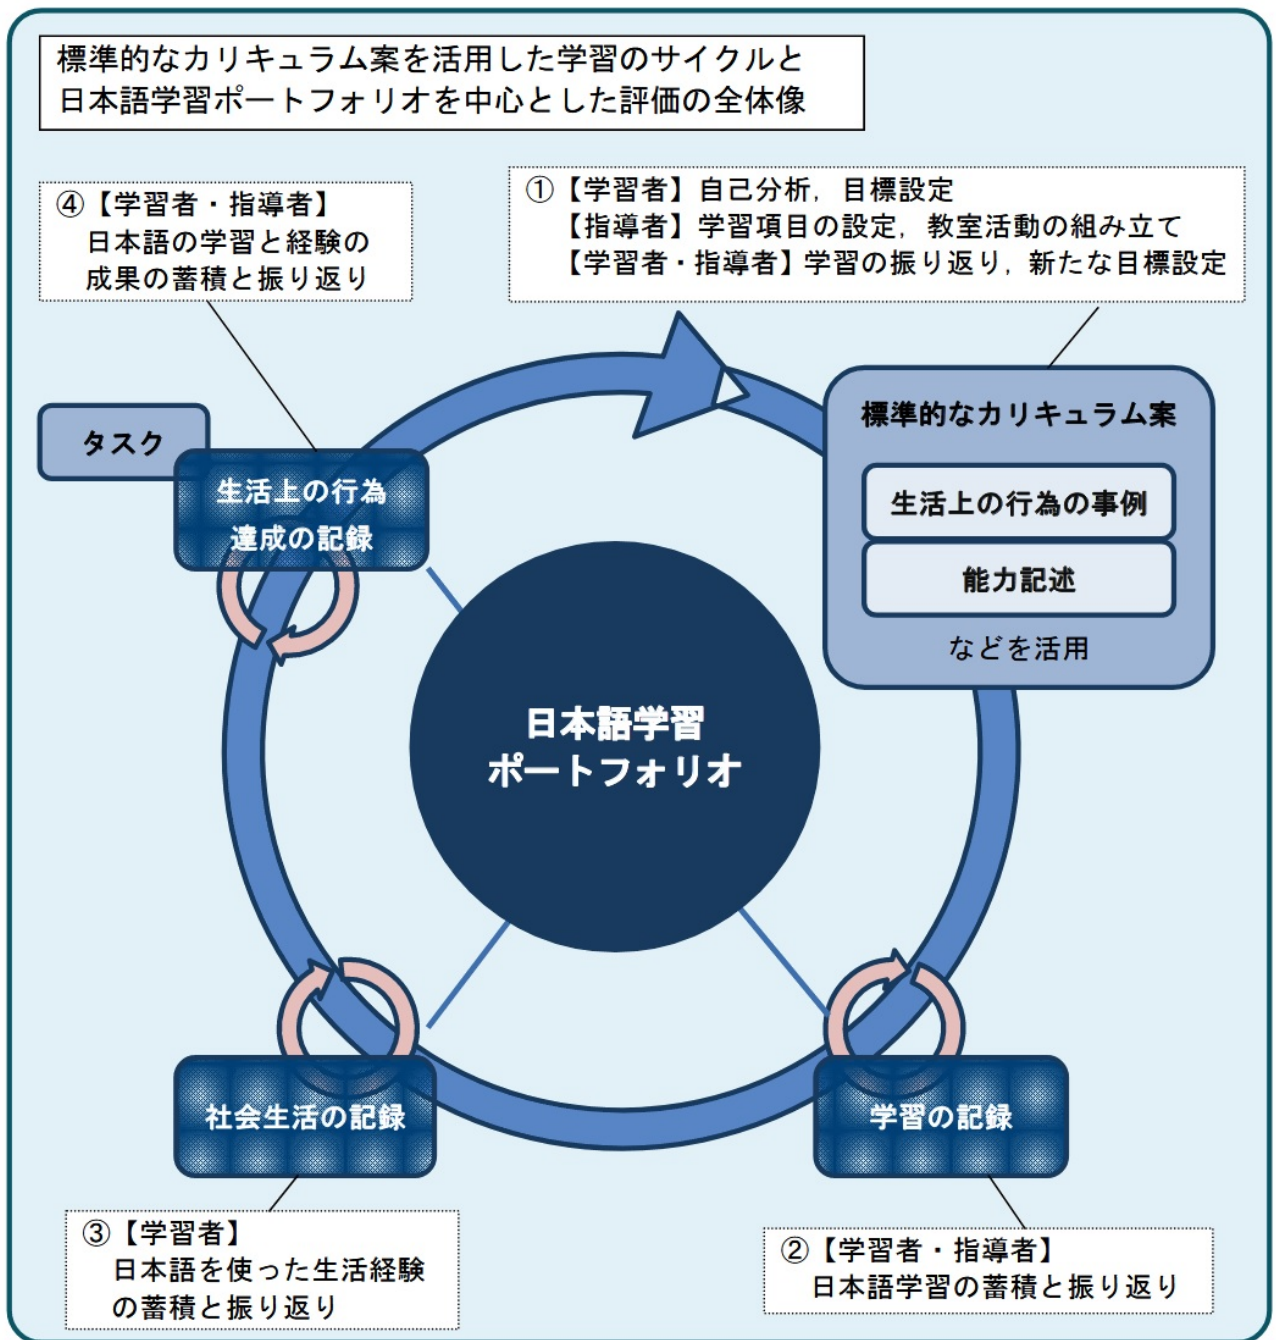 標準的なカリキュラム案を活用した学習のサイクルと
日本語学習ポートフォリオを中心とした評価の全体像
①【学習者】自己分析，目標設定
【指導者】学習項目の設定，教室活動の組み立て
【学習者・指導者】学習の振り返り，新たな目標設定
④【学習者・指導者】
日本語の学習と経験の
成果の蓄積と振り返り
標準的なカリキュラム案
生活上の行為の事例
能力記述
などを活用
タスク
生活上の行為
達成の記録
日本語学習
ポートフォリオ
社会生活の記録
学習の記録
③【学習者】
日本語を使った生活経験
の蓄積と振り返り
②【学習者・指導者】
日本語学習の蓄積と振り返り